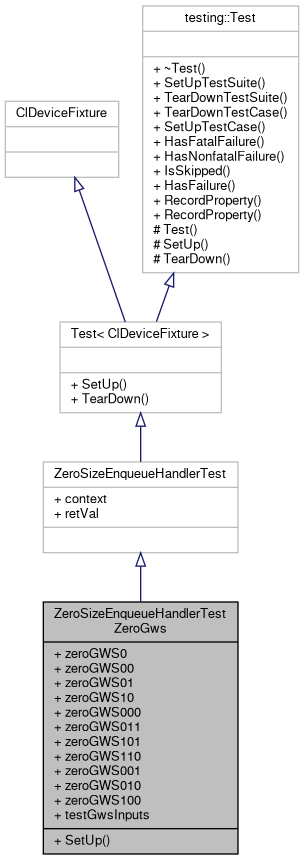 testing::Test
+ ~Test()
+ SetUpTestSuite()
+ TearDownTestSuite()
+ TearDownTestCase()
+ SetUpTestCase()
+ HasFatalFailure()
+ HasNonfatalFailure()
+ IsSkipped()
+ HasFailure()
+ RecordProperty()
+ RecordProperty()
# Test()
# SetUp()
# TearDown()
ClDeviceFixture
Test< ClDeviceFixture >
+ SetUp()
+ TearDown()
ZeroSizeEnqueueHandlerTest
+ context
+ retVal
ZeroSizeEnqueueHandlerTest
ZeroGws
+ zeroGWS0
+ zeroGWS00
+ zeroGWS01
+ zeroGWS10
+ zeroGWS000
+ zeroGWS011
+ zeroGWS101
+ zeroGWS110
+ zeroGWS001
+ zeroGWS010
+ zeroGWS100
+ testGwsInputs
+ SetUp()